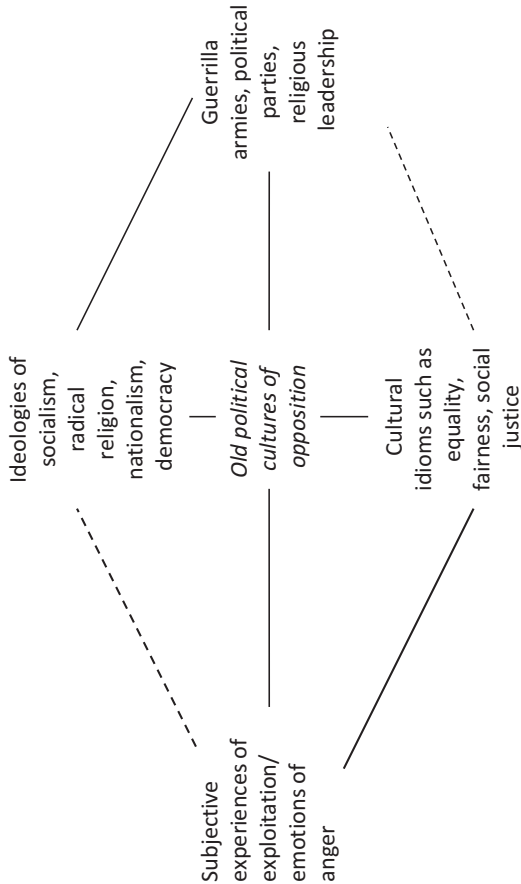 Ideologies of
socialism,
radical
religion,
nationalism,
democracy
Subjective
experiences of
exploitation/
emotions of
anger
Old political
cultures of
opposition
Guerrilla
armies, political
parties,
religious
leadership
Cultural
idioms such as
equality,
fairness, social
justice